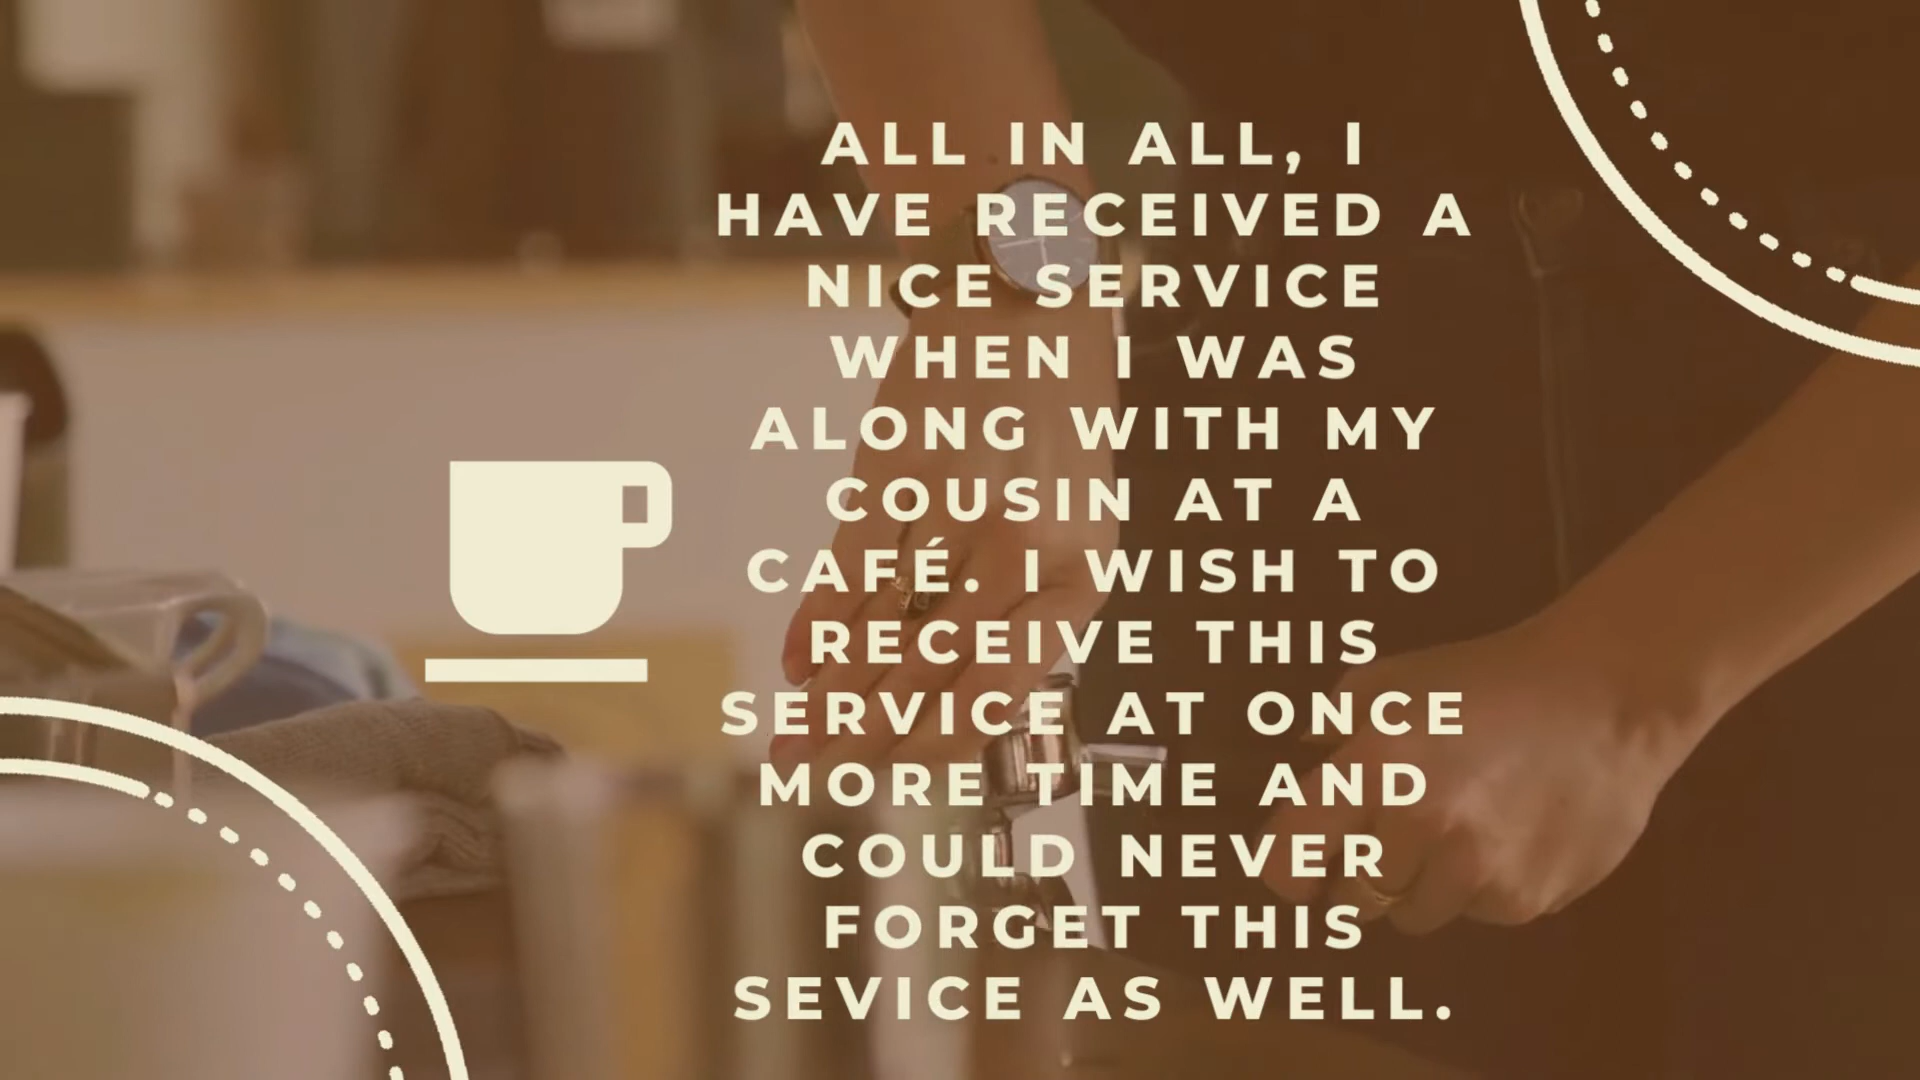 ALL IN ALL, I
HAVE RECEIVED A
NICE SERVICE
WHEN I WAS
ALONG WITH MY
COUSIN AT A
CAFÉ. I WISH TO
RECEIVE THIS
SERVICE AT ONCE
MORE TIME AND
COULD NEVER
FORGET THIS
SEVICE AS WELL.